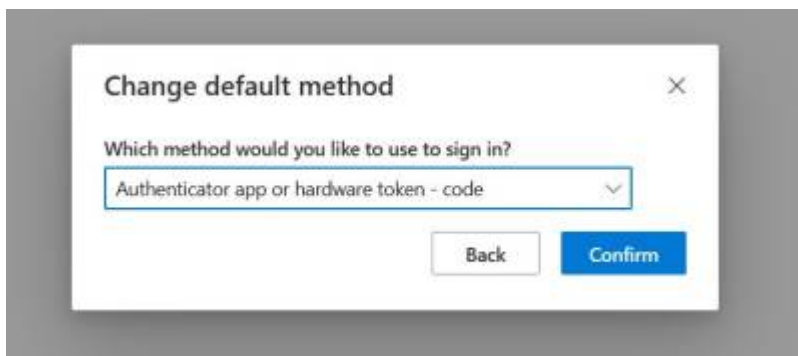 Change default method
Which method would you like to use to sign in?
Authenticator app or hardware token - code
Back Confirm